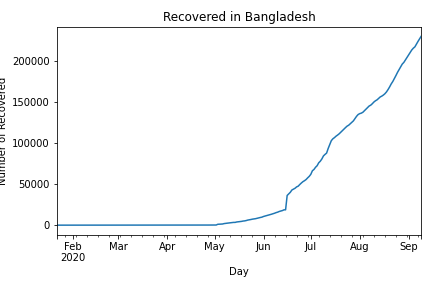 Recovered in Bangladesh
Number of Recovered
200000
150000
100000
50000
0
Feb Mar Apr May Jun Jul Aug Sep
2020
Day